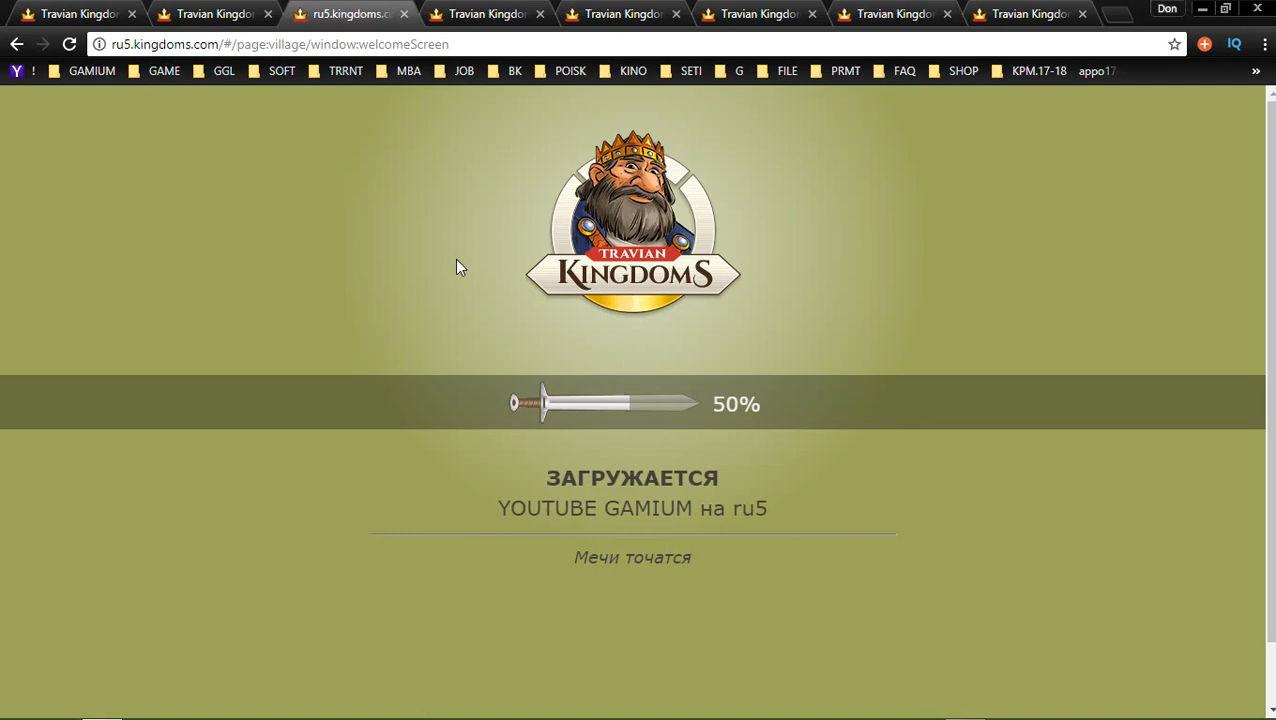 Travian Kingdo Travian Kingdo ru5.kingdoms.c Travian Kingdo Travian Kingdo Travian Kingdo Travian Kingdo Travian Kingdo Don
ru5.kingdoms.com/#/page:village/window:welcomeScreen IQ
Y ! GAMIUM GAME GGL SOFT TRRNT MBA JOB BK POISK KINO SETI G FILE PRMT FAQ SHOP KPM.17-18 appo17 »
TRAVIAN
KINGDOMS
50%
ЗАГРУЖАЕТСЯ
YOUTUBE GAMIUM на ru5
Мечи точатся